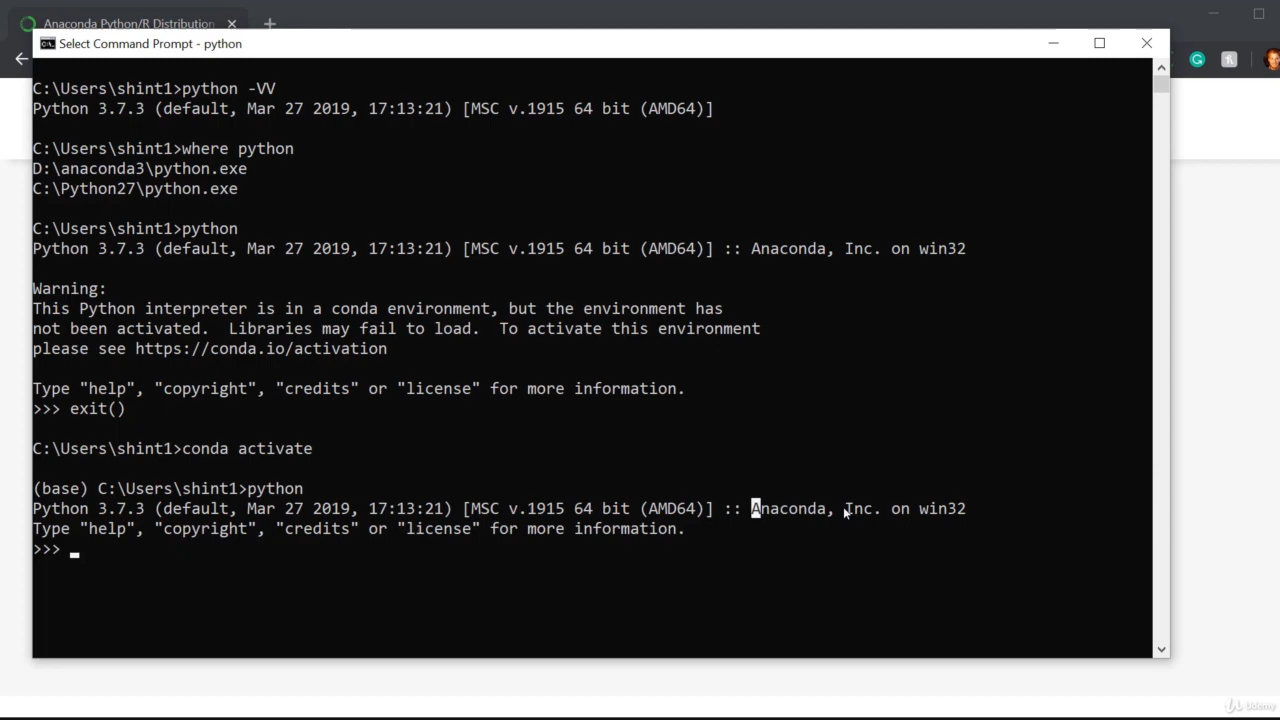 Anaconda Python/R Distribution
Select Command Prompt - python
C:\Users\shint1>python -VV
Python 3.7.3 (default, Mar 27 2019, 17:13:21) [MSC v.1915 64 bit (AMD64)]
C:\Users\shint1>where python
D:\anaconda3\python.exe
C:\Python27\python.exe
C:\Users\shint1>python
Python 3.7.3 (default, Mar 27 2019, 17:13:21) [MSC v.1915 64 bit (AMD64)] :: Anaconda, Inc. on win32
Warning:
This Python interpreter is in a conda environment, but the environment has
not been activated.  Libraries may fail to load.  To activate this environment
please see https://conda.io/activation
Type "help", "copyright", "credits" or "license" for more information.
>>> exit()
C:\Users\shint1>conda activate
(base) C:\Users\shint1>python
Python 3.7.3 (default, Mar 27 2019, 17:13:21) [MSC v.1915 64 bit (AMD64)] :: Anaconda, Inc. on win32
Type "help", "copyright", "credits" or "license" for more information.
>>>
Udemy